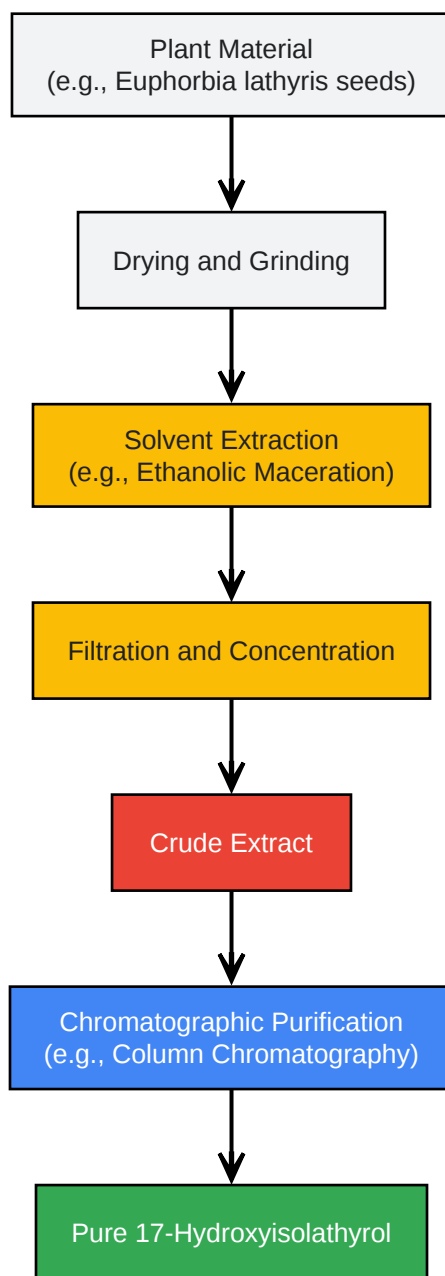 Plant Material
(e.g., Euphorbia lathyris seeds)
Drying and Grinding
Solvent Extraction
(e.g., Ethanolic Maceration)
Filtration and Concentration
Crude Extract
Chromatographic Purification
(e.g., Column Chromatography)
Pure 17-Hydroxyisolathyrol